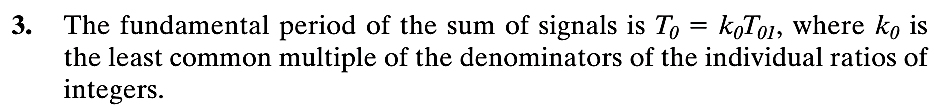 3. The fundamental period of the sum of signals is T₀ = k₀T₀₁, where k₀ is
the least common multiple of the denominators of the individual ratios of
integers.